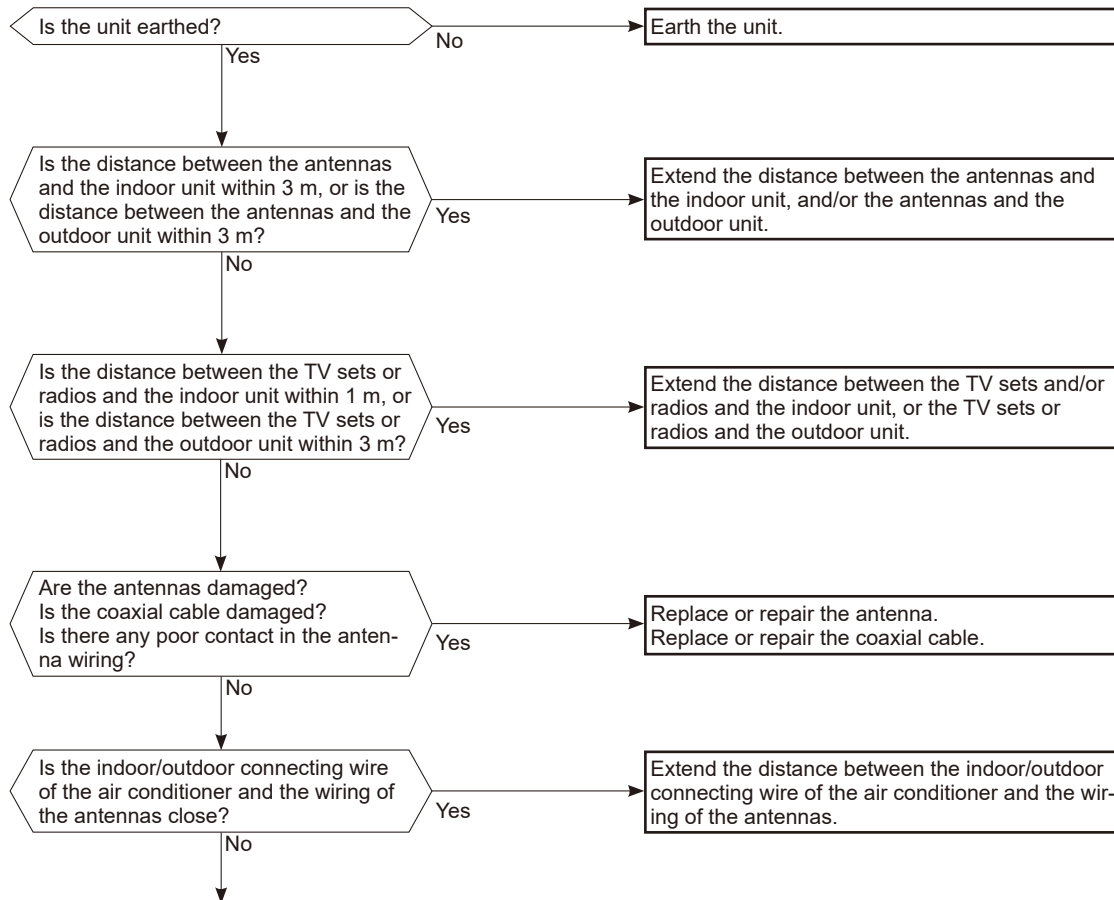 Is the unit earthed?
No
Earth the unit.
Yes
Is the distance between the antennas
and the indoor unit within 3 m, or is the
distance between the antennas and the
outdoor unit within 3 m?
Yes
Extend the distance between the antennas and
the indoor unit, and/or the antennas and the
outdoor unit.
No
Is the distance between the TV sets or
radios and the indoor unit within 1 m, or
is the distance between the TV sets or
radios and the outdoor unit within 3 m?
Yes
Extend the distance between the TV sets and/or
radios and the indoor unit, or the TV sets or
radios and the outdoor unit.
No
Are the antennas damaged?
Is the coaxial cable damaged?
Is there any poor contact in the anten-
na wiring?
Yes
Replace or repair the antenna.
Replace or repair the coaxial cable.
No
Is the indoor/outdoor connecting wire
of the air conditioner and the wiring of
the antennas close?
Yes
Extend the distance between the indoor/outdoor
connecting wire of the air conditioner and the wir-
ing of the antennas.
No